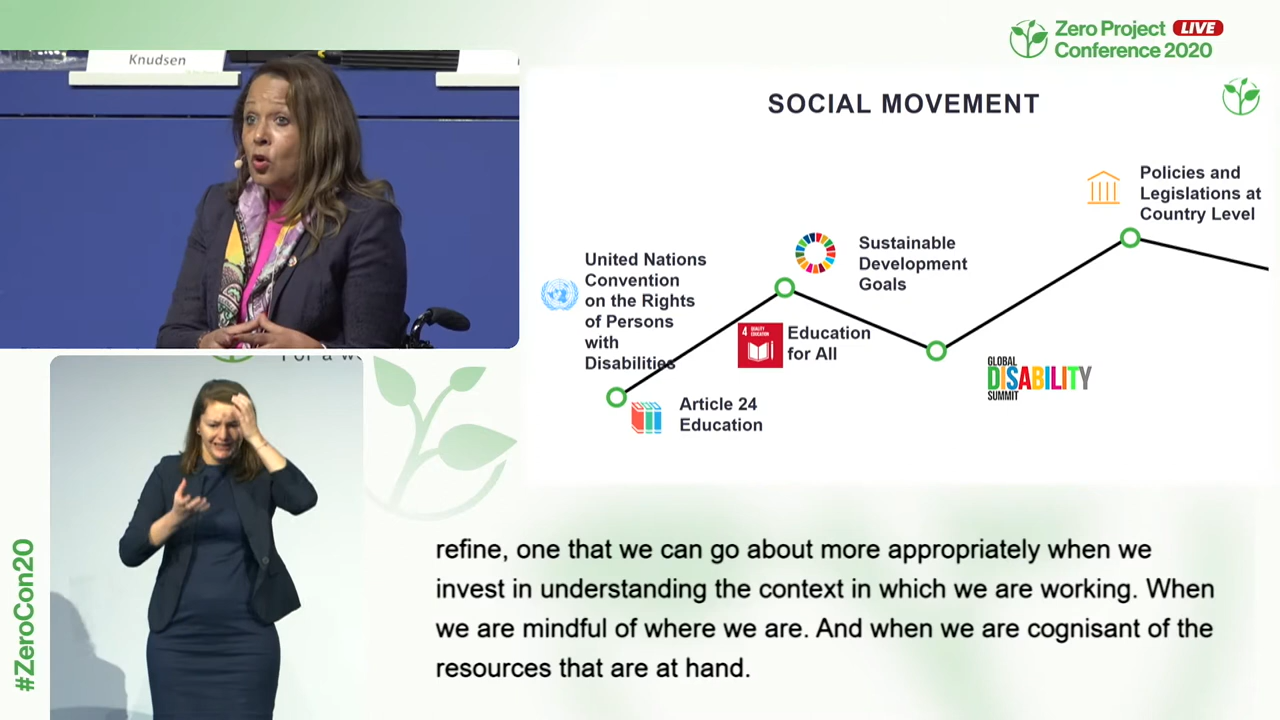 Zero Project LIVE
Conference 2020
Knudsen
SOCIAL MOVEMENT
Policies and
Legislations at
Country Level
United Nations
Convention
on the Rights
of Persons
with
Disabilities
Sustainable
Development
Goals
4 QUALITY
EDUCATION
Education
for All
GLOBAL
DISABILITY
SUMMIT
Article 24
Education
For a
#ZeroCon20
refine, one that we can go about more appropriately when we
invest in understanding the context in which we are working. When
we are mindful of where we are. And when we are cognisant of the
resources that are at hand.